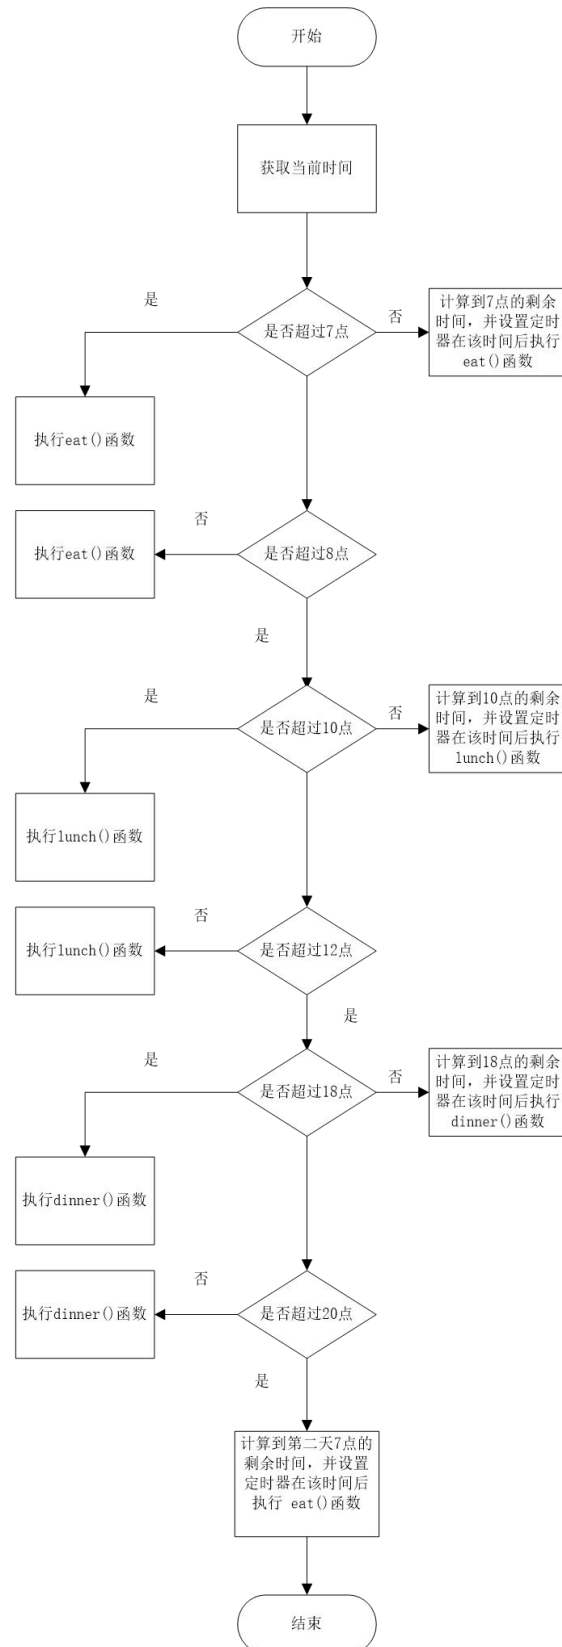 开始
获取当前时间
是
是否超过7点
否
计算到7点的剩余
时间，并设置定时
器在该时间后执行
eat()函数
执行eat()函数
否
执行eat()函数
是否超过8点
是
是
是否超过10点
否
计算到10点的剩余
时间，并设置定时
器在该时间后执行
lunch()函数
执行lunch()函数
否
执行lunch()函数
是否超过12点
是
是
是否超过18点
否
计算到18点的剩余
时间，并设置定时
器在该时间后执行
dinner()函数
执行dinner()函数
否
执行dinner()函数
是否超过20点
是
计算到第二天7点的
剩余时间，并设置
定时器在该时间后
执行 eat()函数
结束